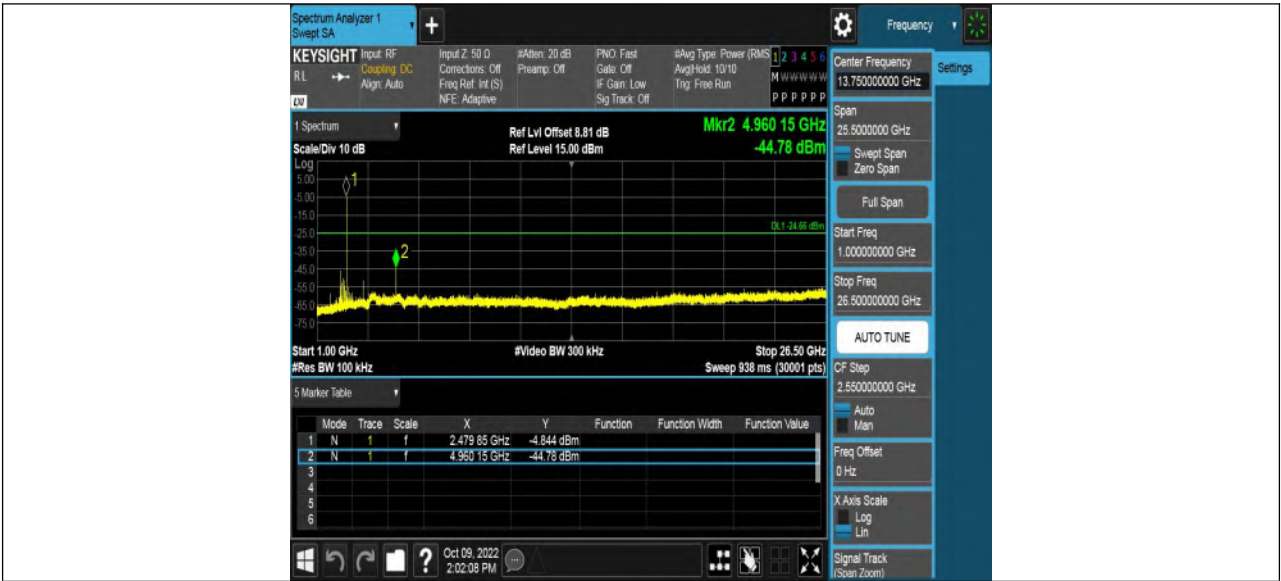 Spectrum Analyzer 1
Swept SA
+
Frequency
KEYSIGHT
Input: RF
Coupling: DC
Align: Auto
Input Z: 50 Ω
Corrections: Off
Freq Ref: Int (S)
NFE: Adaptive
#Atten: 20 dB
Preamp: Off
PNO: Fast
Gate: Off
IF Gain: Low
Sig Track: Off
#Avg Type: Power (RMS
Avg|Hold: 10/10
Trig: Free Run
1 2 3 4 5 6
M W W W W W
P P P P P P
RL
LXI
Center Frequency
13.750000000 GHz
Settings
Span
25.5000000 GHz
Swept Span
Zero Span
Full Span
Start Freq
1.000000000 GHz
Stop Freq
26.500000000 GHz
AUTO TUNE
CF Step
2.550000000 GHz
Auto
Man
Freq Offset
0 Hz
X Axis Scale
Log
Lin
Signal Track
(Span Zoom)
1 Spectrum
Scale/Div 10 dB
Log
Ref Lvl Offset 8.81 dB
Ref Level 15.00 dBm
Mkr2 4.960 15 GHz
-44.78 dBm
5.00
-5.00
-15.0
-25.0
-35.0
-45.0
-55.0
-65.0
-75.0
1
2
DL1 -24.66 dBm
Start 1.00 GHz
#Res BW 100 kHz
#Video BW 300 kHz
Stop 26.50 GHz
Sweep 938 ms (30001 pts)
5 Marker Table
Mode Trace Scale X Y Function Function Width Function Value
1 N 1 f 2.479 85 GHz -4.844 dBm
2 N 1 f 4.960 15 GHz -44.78 dBm
3
4
5
6
?
Oct 09, 2022
2:02:08 PM